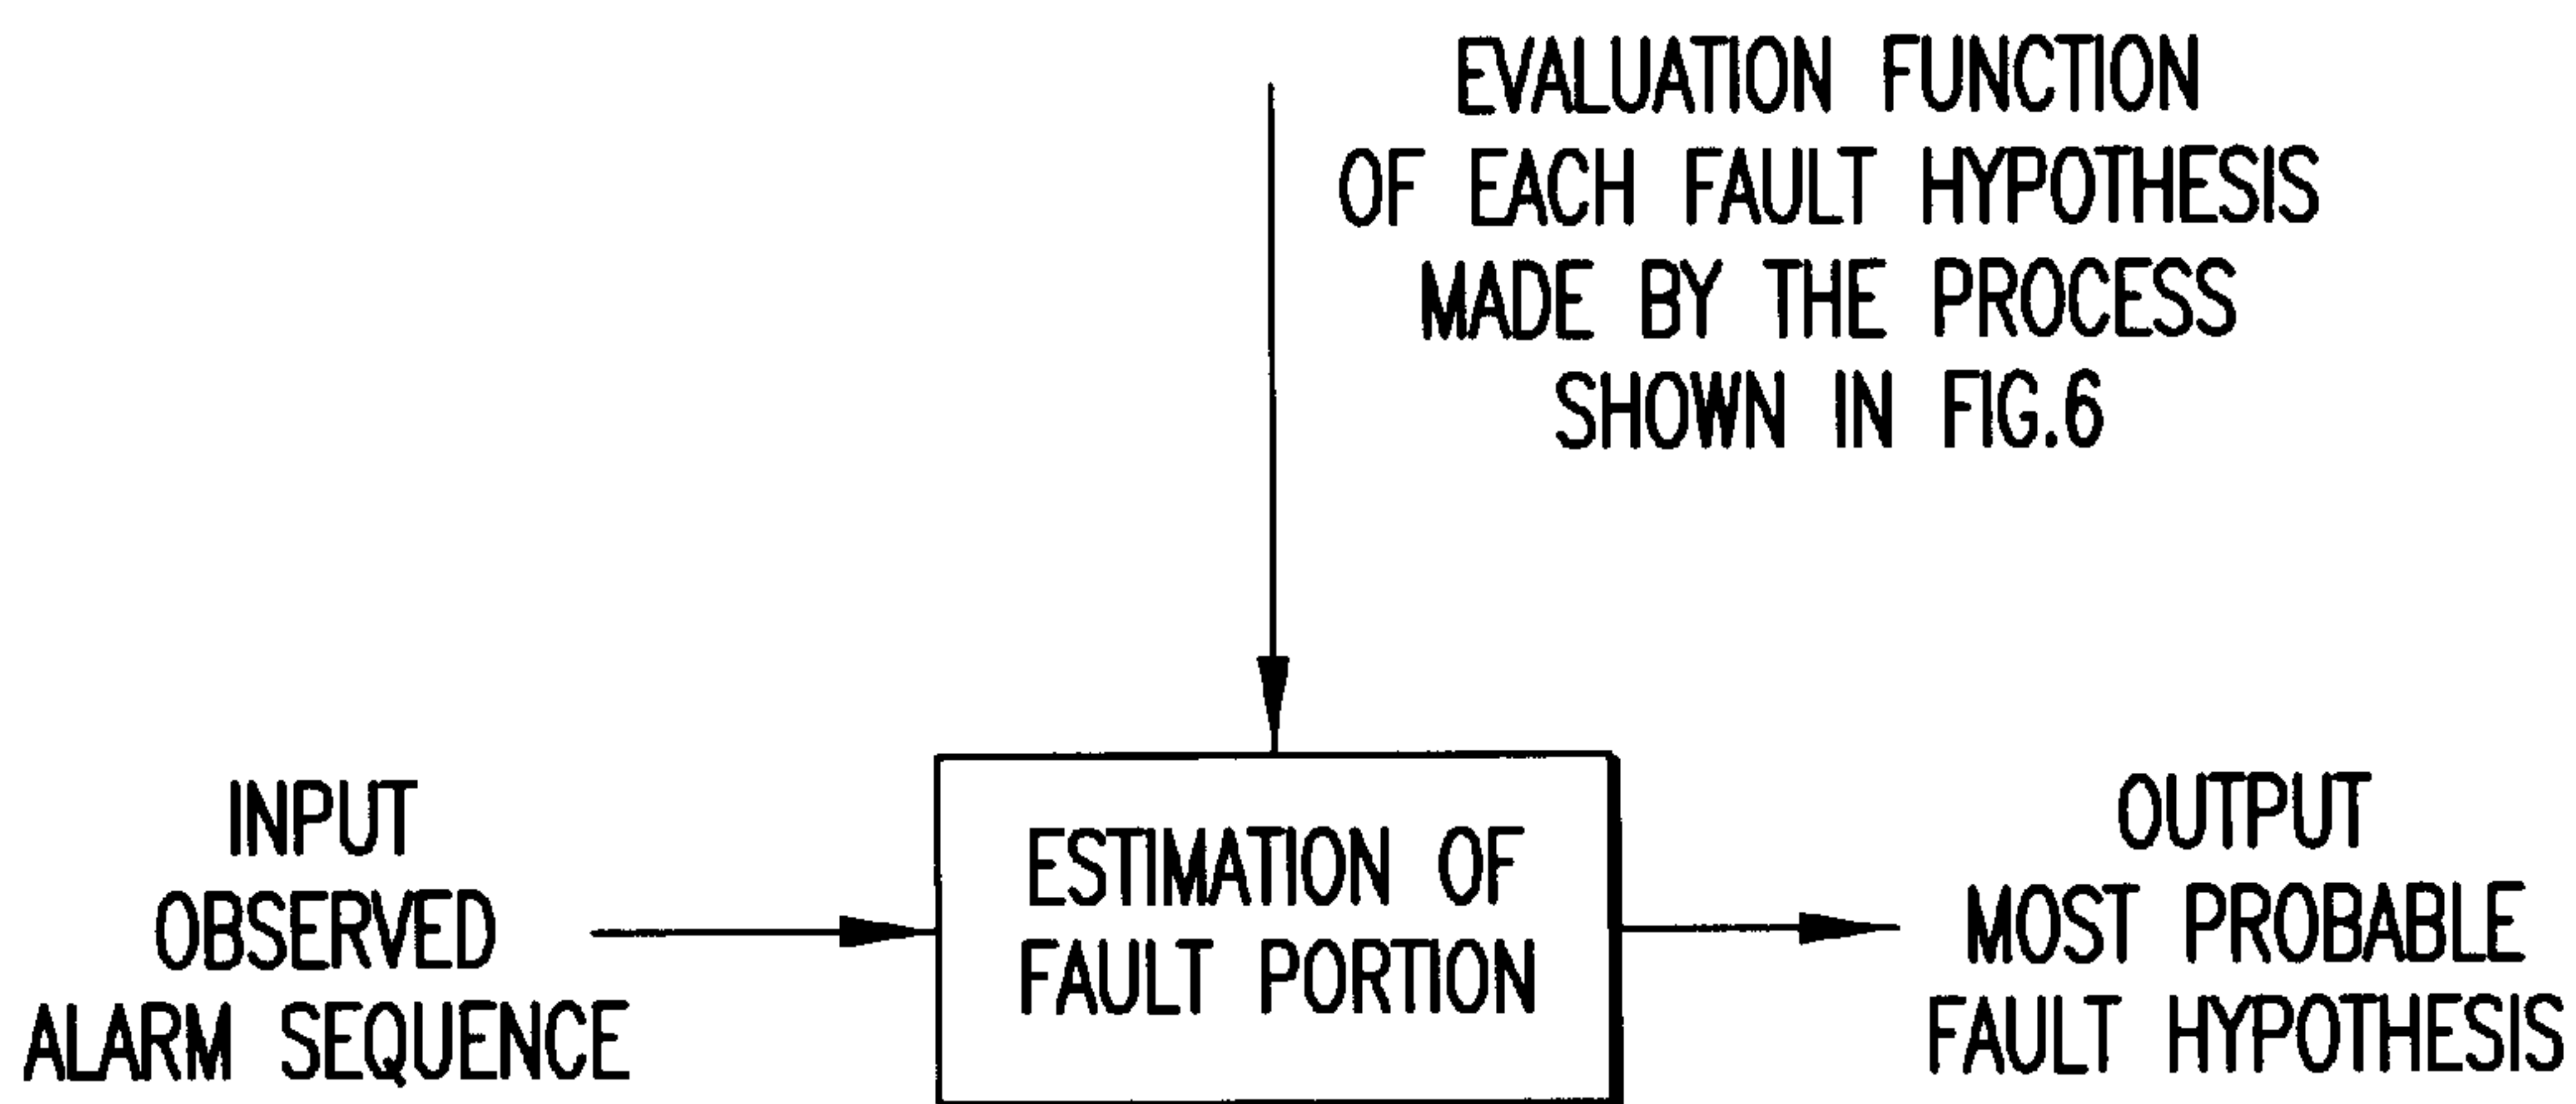 EVALUATION FUNCTION
OF EACH FAULT HYPOTHESIS
MADE BY THE PROCESS
SHOWN IN FIG.6
INPUT
OBSERVED
ALARM SEQUENCE
ESTIMATION OF
FAULT PORTION
OUTPUT
MOST PROBABLE
FAULT HYPOTHESIS